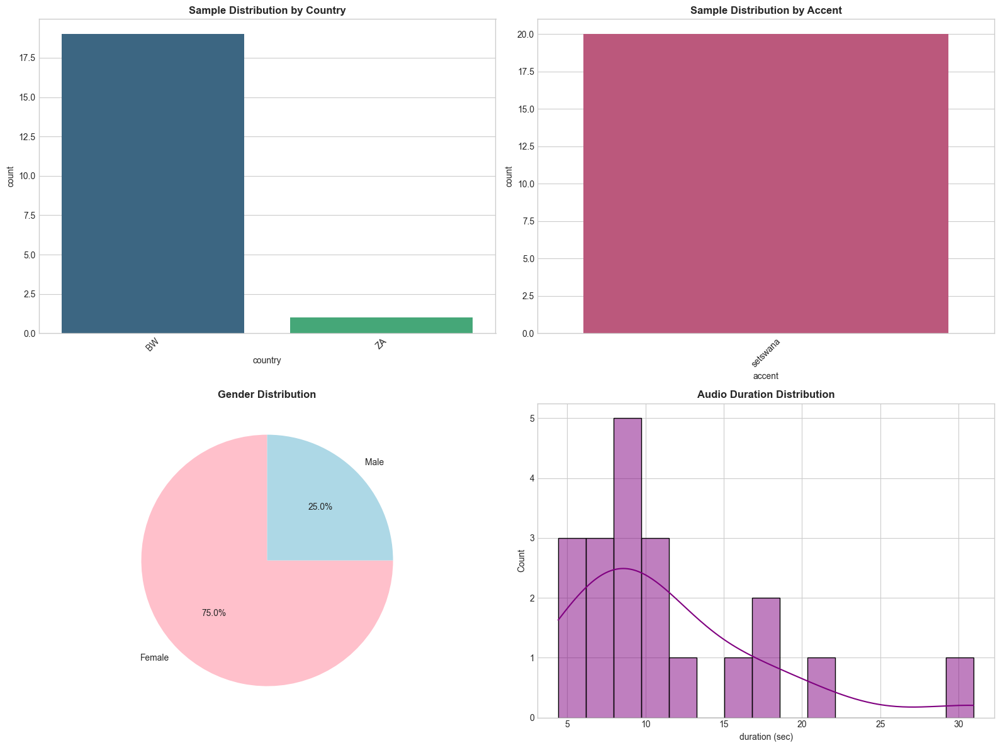 Sample Distribution by Country
17.5
15.0
12.5
10.0
7.5
5.0
2.5
0.0
count
BW
ZA
country
Sample Distribution by Accent
20.0
17.5
15.0
12.5
10.0
7.5
5.0
2.5
0.0
count
setswana
accent
Gender Distribution
Male
25.0%
75.0%
Female
Audio Duration Distribution
5
4
3
2
1
0
Count
5
10
15
20
25
30
duration (sec)